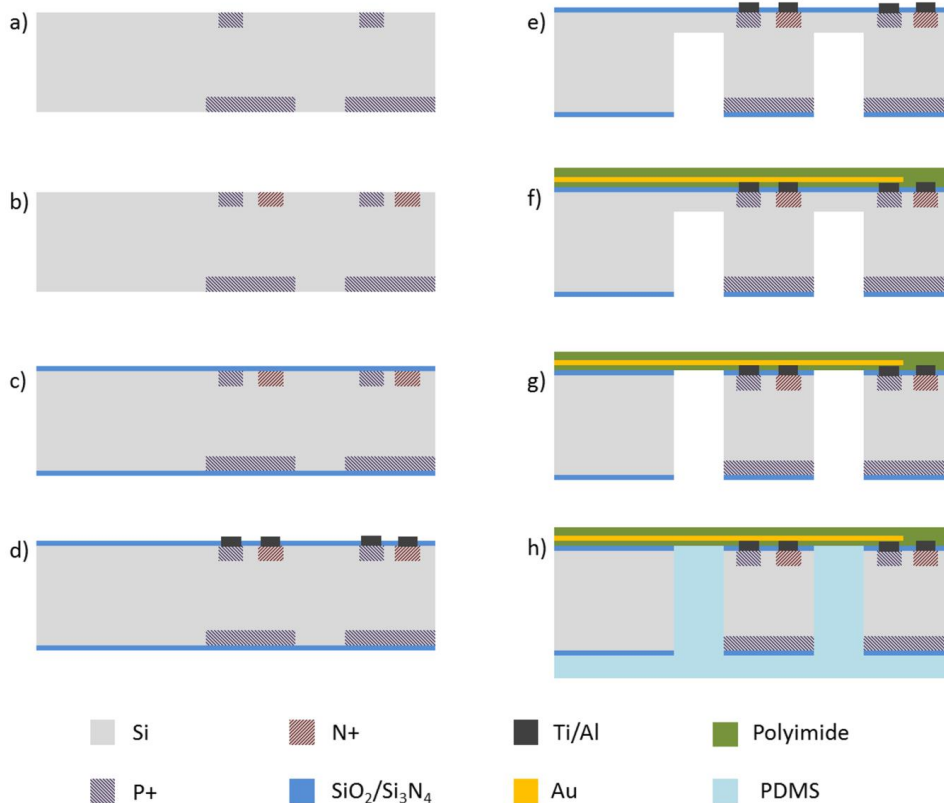 a)
b)
c)
d)
e)
f)
g)
h)
Si
N+
Ti/Al
Polyimide
P+
SiO₂/Si₃N₄
Au
PDMS